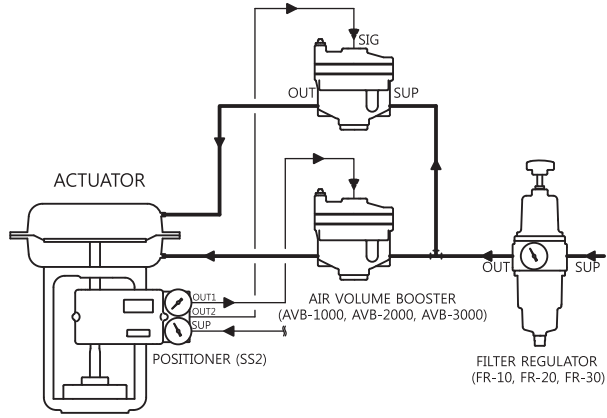 SIG
OUT
SUP
ACTUATOR
OUT
SUP
OUT1
OUT2
SUP
AIR VOLUME BOOSTER
(AVB-1000, AVB-2000, AVB-3000)
POSITIONER (SS2)
FILTER REGULATOR
(FR-10, FR-20, FR-30)